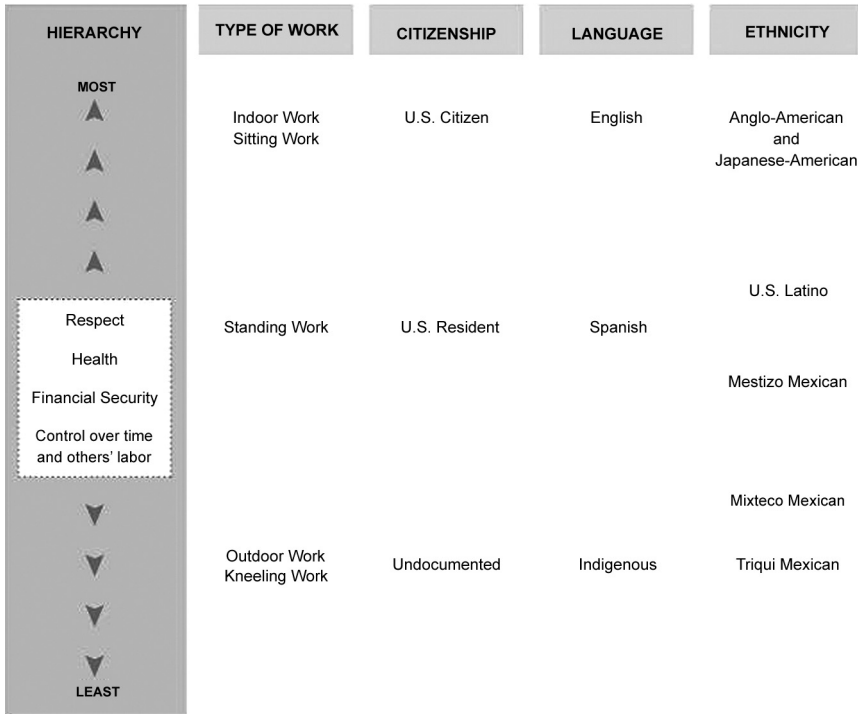 HIERARCHY
TYPE OF WORK
CITIZENSHIP
LANGUAGE
ETHNICITY
MOST
Indoor Work
Sitting Work
U.S. Citizen
English
Anglo-American
and
Japanese-American
Respect
Health
Financial Security
Control over time
and others’ labor
Standing Work
U.S. Resident
Spanish
U.S. Latino
Mestizo Mexican
Mixteco Mexican
Outdoor Work
Kneeling Work
Undocumented
Indigenous
Triqui Mexican
LEAST